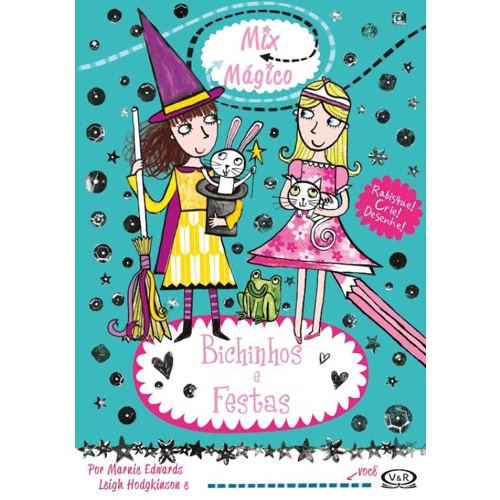 Mix
Mágico
Rabisque!
Crie!
Desenhe!
Bichinhos
e
Festas
Por Marnie Edwards
Leigh Hodgkinson e
você
V&R